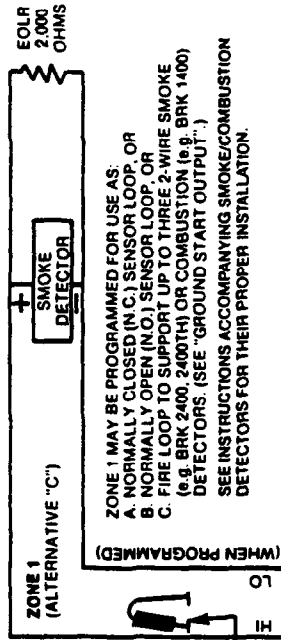 EOLR
2,000
OHMS
+
SMOKE
DETECTOR
–
ZONE 1
(ALTERNATIVE "C")
ZONE 1 MAY BE PROGRAMMED FOR USE AS:
A. NORMALLY CLOSED (N.C.) SENSOR LOOP, OR
B. NORMALLY OPEN (N.O.) SENSOR LOOP, OR
C. FIRE LOOP TO SUPPORT UP TO THREE 2-WIRE SMOKE
(e.g. BRK 2400, 2400TH) OR COMBUSTION (e.g. BRK 1400)
DETECTORS. (SEE "GROUND START OUTPUT".)
SEE INSTRUCTIONS ACCOMPANYING SMOKE/COMBUSTION
DETECTORS FOR THEIR PROPER INSTALLATION.
(WHEN PROGRAMMED)
HI
LO